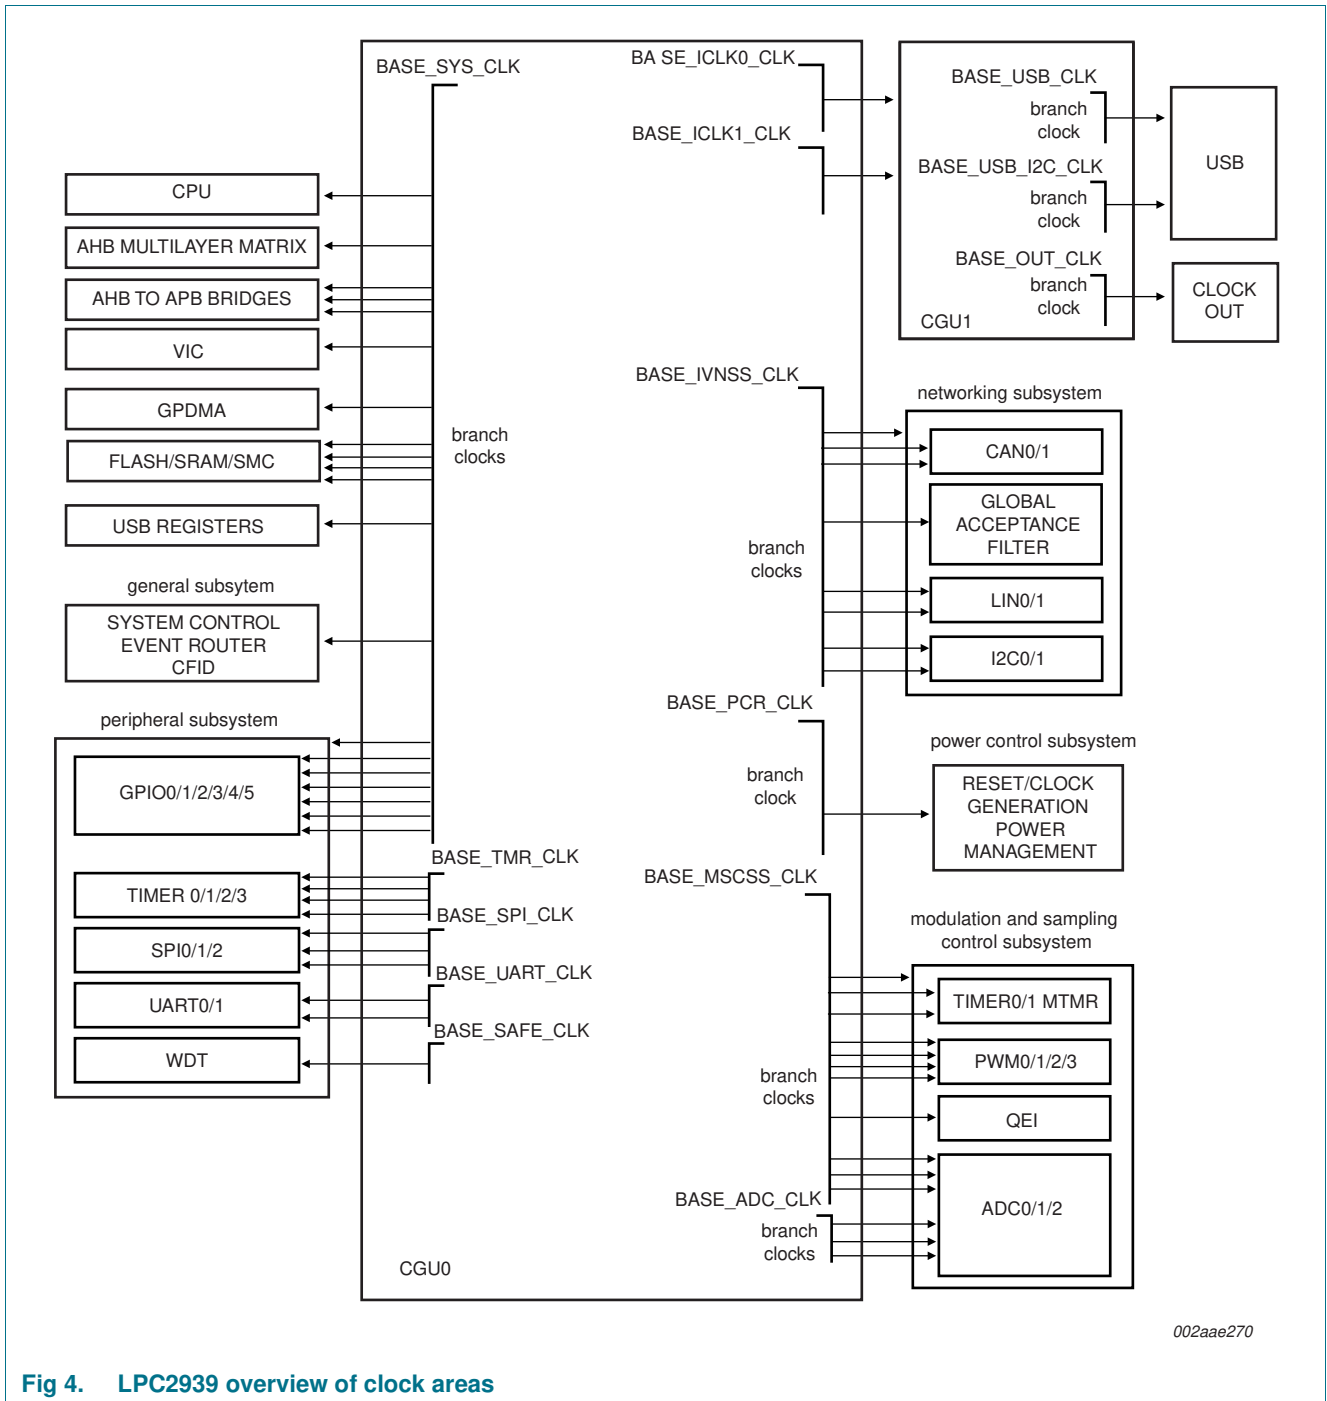 BASE_SYS_CLK
BA SE_ICLK0_CLK
BASE_ICLK1_CLK
BASE_USB_CLK
branch
clock
BASE_USB_I2C_CLK
branch
clock
BASE_OUT_CLK
branch
clock
CGU1
USB
CLOCK
OUT
CPU
AHB MULTILAYER MATRIX
AHB TO APB BRIDGES
VIC
GPDMA
FLASH/SRAM/SMC
USB REGISTERS
branch
clocks
general subsytem
SYSTEM CONTROL
EVENT ROUTER
CFID
peripheral subsystem
GPIO0/1/2/3/4/5
TIMER 0/1/2/3
SPI0/1/2
UART0/1
WDT
BASE_TMR_CLK
BASE_SPI_CLK
BASE_UART_CLK
BASE_SAFE_CLK
BASE_IVNSS_CLK
branch
clocks
networking subsystem
CAN0/1
GLOBAL
ACCEPTANCE
FILTER
LIN0/1
I2C0/1
BASE_PCR_CLK
branch
clock
power control subsystem
RESET/CLOCK
GENERATION
POWER
MANAGEMENT
BASE_MSCSS_CLK
branch
clocks
modulation and sampling
control subsystem
TIMER0/1 MTMR
PWM0/1/2/3
QEI
ADC0/1/2
BASE_ADC_CLK
branch
clocks
CGU0
002aae270
Fig 4. LPC2939 overview of clock areas